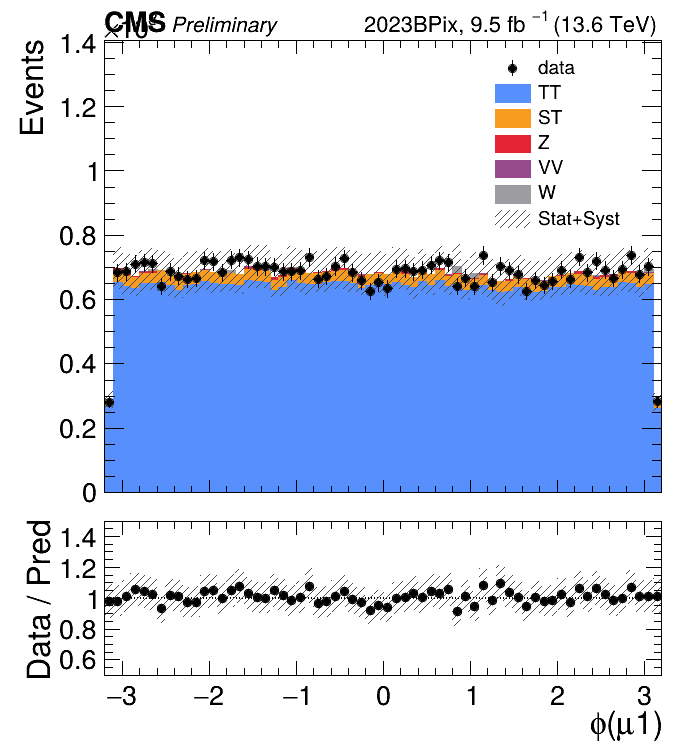 CMS Preliminary 2023BPix, 9.5 fb⁻¹ (13.6 TeV)
Events
1.4
1.2
1
0.8
0.6
0.4
0.2
0
data
TT
ST
Z
VV
W
Stat+Syst
Data / Pred
1.4
1.2
1
0.8
0.6
−3 −2 −1 0 1 2 3
ϕ(μ1)